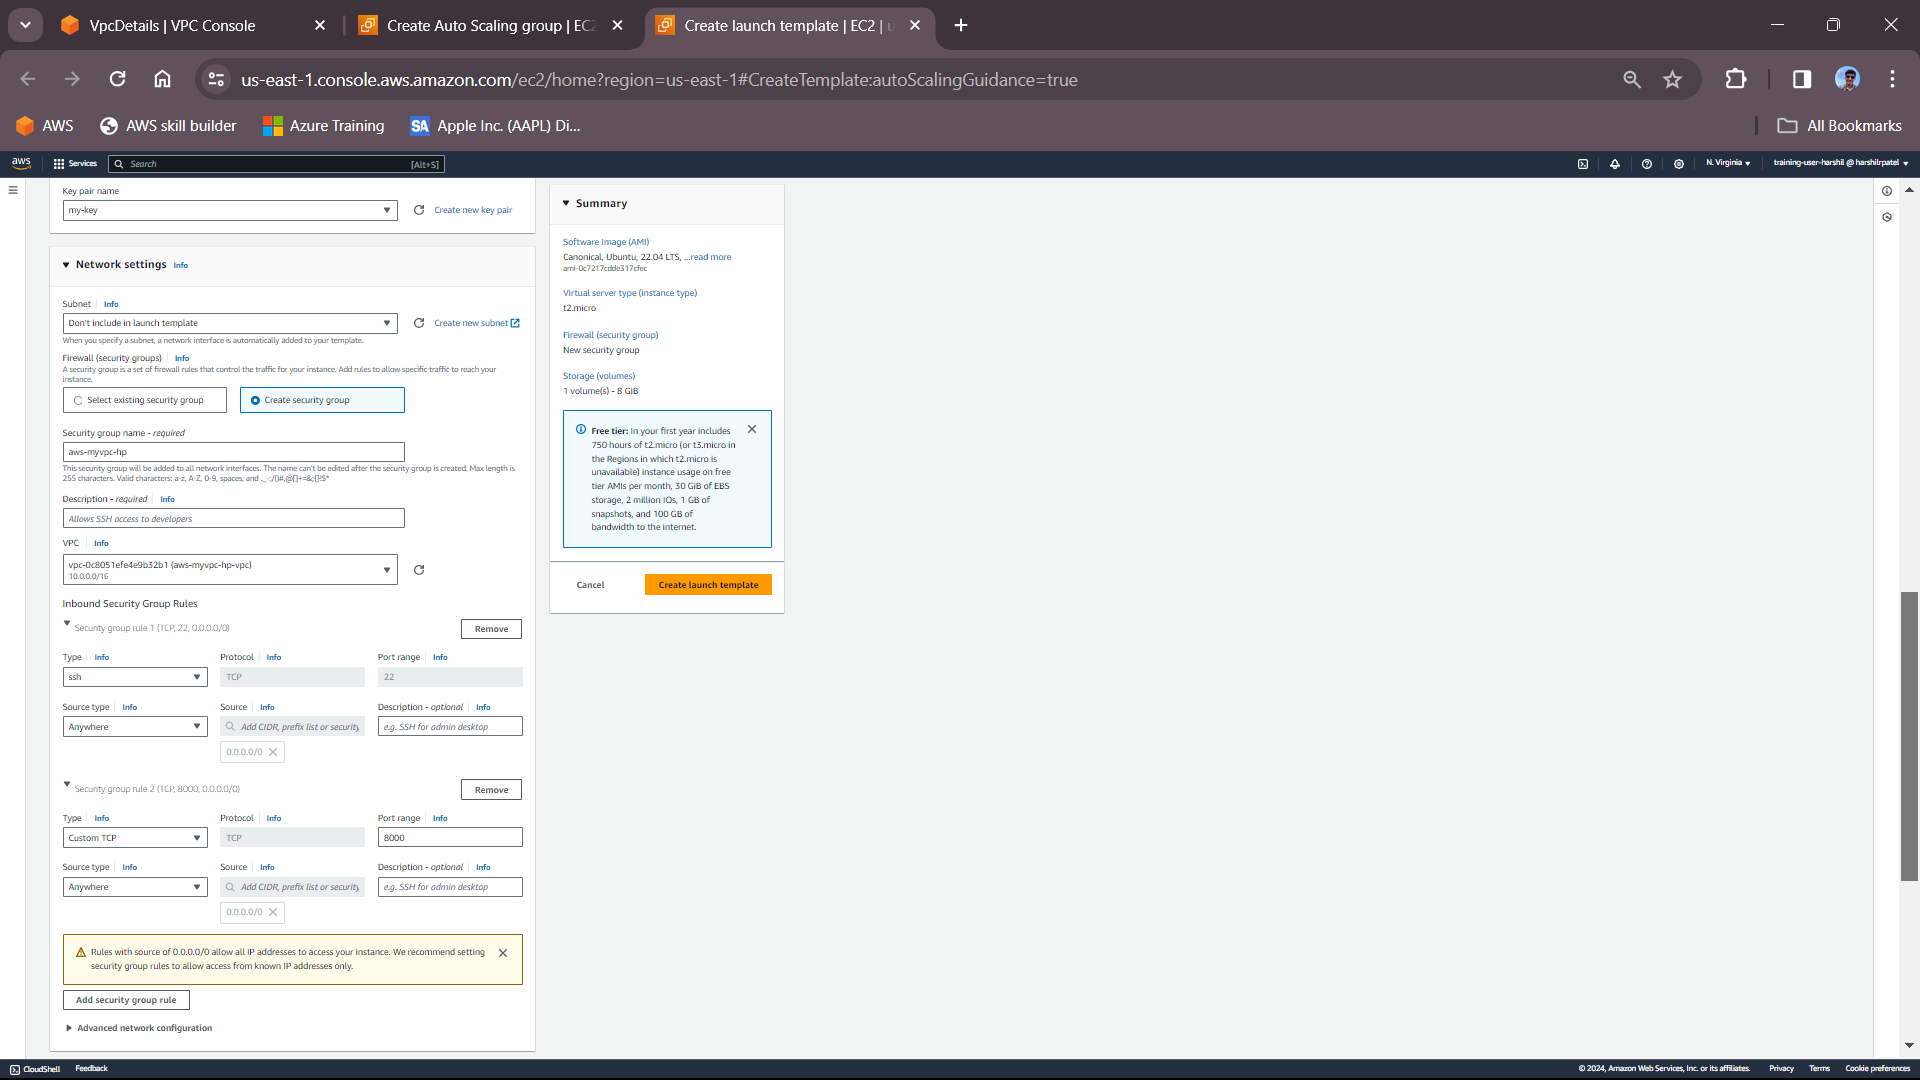 VpcDetails | VPC Console
Create Auto Scaling group | EC2
Create launch template | EC2 | u
us-east-1.console.aws.amazon.com/ec2/home?region=us-east-1#CreateTemplate:autoScalingGuidance=true
AWS
AWS skill builder
Azure Training
SA
Apple Inc. (AAPL) Di...
All Bookmarks
aws
Services
Search
[Alt+S]
N. Virginia
training-user-harshil @ harshilrpatel
Key pair name
my-key
Create new key pair
Network settings Info
Subnet Info
Don't include in launch template
Create new subnet
When you specify a subnet, a network interface is automatically added to your template.
Firewall (security groups) Info
A security group is a set of firewall rules that control the traffic for your instance. Add rules to allow specific traffic to reach your
instance.
Select existing security group
Create security group
Security group name - required
aws-myvpc-hp
This security group will be added to all network interfaces. The name can't be edited after the security group is created. Max length is
255 characters. Valid characters: a-z, A-Z, 0-9, spaces, and ._-:/()#,@[]+=&;{}!$*
Description - required Info
Allows SSH access to developers
VPC Info
vpc-0c8051efe4e9b32b1 (aws-myvpc-hp-vpc)
10.0.0.0/16
Inbound Security Group Rules
Security group rule 1 (TCP, 22, 0.0.0.0/0)
Remove
Type Info
Protocol Info
Port range Info
ssh
TCP
22
Source type Info
Source Info
Description - optional Info
Anywhere
Add CIDR, prefix list or security
e.g. SSH for admin desktop
0.0.0.0/0
Security group rule 2 (TCP, 8000, 0.0.0.0/0)
Remove
Type Info
Protocol Info
Port range Info
Custom TCP
TCP
8000
Source type Info
Source Info
Description - optional Info
Anywhere
Add CIDR, prefix list or security
e.g. SSH for admin desktop
0.0.0.0/0
Rules with source of 0.0.0.0/0 allow all IP addresses to access your instance. We recommend setting
security group rules to allow access from known IP addresses only.
Add security group rule
Advanced network configuration
Summary
Software Image (AMI)
Canonical, Ubuntu, 22.04 LTS, ...read more
ami-0c7217cdde317cfec
Virtual server type (instance type)
t2.micro
Firewall (security group)
New security group
Storage (volumes)
1 volume(s) - 8 GiB
Free tier: In your first year includes
750 hours of t2.micro (or t3.micro in
the Regions in which t2.micro is
unavailable) instance usage on free
tier AMIs per month, 30 GiB of EBS
storage, 2 million IOs, 1 GB of
snapshots, and 100 GB of
bandwidth to the internet.
Cancel
Create launch template
CloudShell
Feedback
© 2024, Amazon Web Services, Inc. or its affiliates.
Privacy
Terms
Cookie preferences